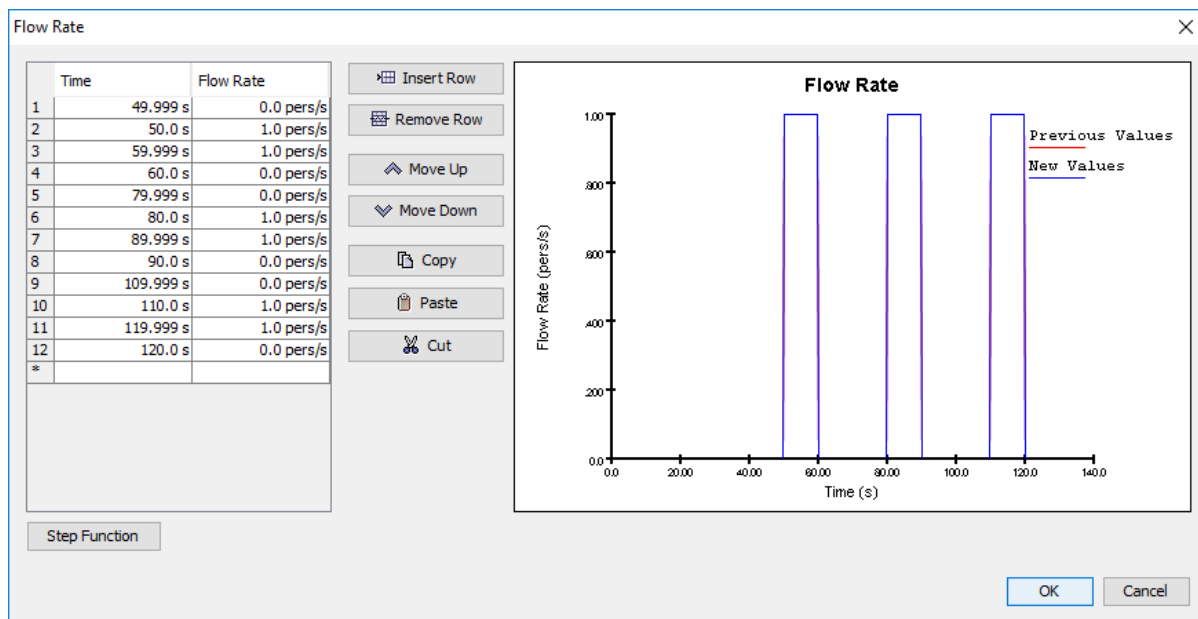 Flow Rate
Time Flow Rate
1 49.999 s 0.0 pers/s
2 50.0 s 1.0 pers/s
3 59.999 s 1.0 pers/s
4 60.0 s 0.0 pers/s
5 79.999 s 0.0 pers/s
6 80.0 s 1.0 pers/s
7 89.999 s 1.0 pers/s
8 90.0 s 0.0 pers/s
9 109.999 s 0.0 pers/s
10 110.0 s 1.0 pers/s
11 119.999 s 1.0 pers/s
12 120.0 s 0.0 pers/s
*
Step Function
Insert Row
Remove Row
Move Up
Move Down
Copy
Paste
Cut
Flow Rate
Previous Values
New Values
Flow Rate (pers/s)
1.00
.800
.600
.400
.200
0.0
0.0 20.00 40.00 60.00 80.00 100.0 120.0 140.0
Time (s)
OK Cancel